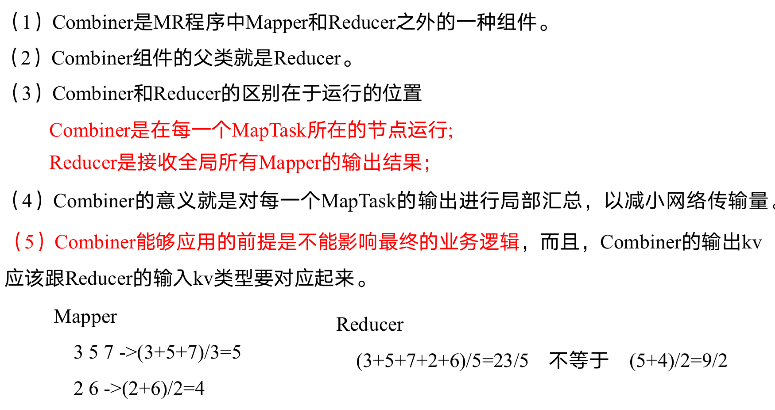 （1）Combiner是MR程序中Mapper和Reducer之外的一种组件。
（2）Combiner组件的父类就是Reducer。
（3）Combiner和Reducer的区别在于运行的位置
Combiner是在每一个MapTask所在的节点运行;
Reducer是接收全局所有Mapper的输出结果；
（4）Combiner的意义就是对每一个MapTask的输出进行局部汇总，以减小网络传输量。
（5）Combiner能够应用的前提是不能影响最终的业务逻辑，而且，Combiner的输出kv
应该跟Reducer的输入kv类型要对应起来。
Mapper
3 5 7 ->(3+5+7)/3=5
2 6 ->(2+6)/2=4
Reducer
(3+5+7+2+6)/5=23/5 不等于 (5+4)/2=9/2